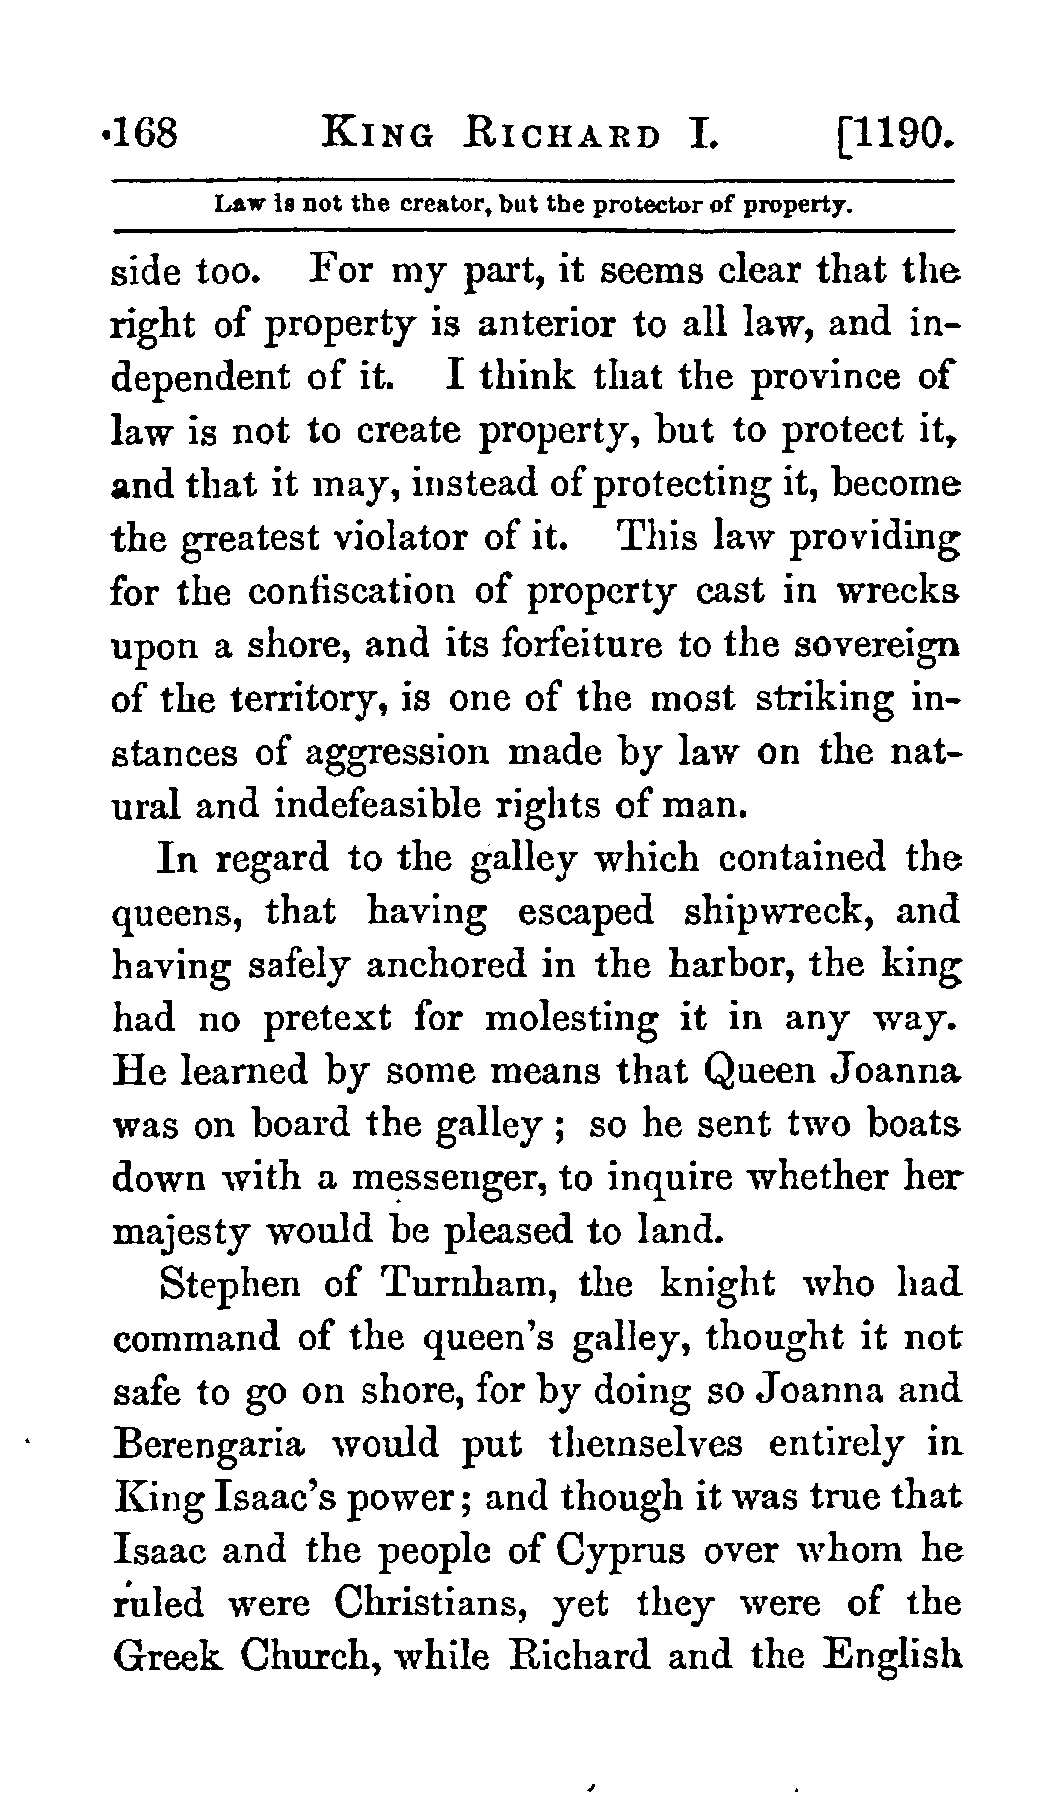 168 KING RICHARD I. [1190.
Law is not the creator, but the protector of property.
side too. For my part, it seems clear that the
right of property is anterior to all law, and in-
dependent of it. I think that the province of
law is not to create property, but to protect it,
and that it may, instead of protecting it, become
the greatest violator of it. This law providing
for the confiscation of property cast in wrecks
upon a shore, and its forfeiture to the sovereign
of the territory, is one of the most striking in-
stances of aggression made by law on the nat-
ural and indefeasible rights of man.
In regard to the galley which contained the
queens, that having escaped shipwreck, and
having safely anchored in the harbor, the king
had no pretext for molesting it in any way.
He learned by some means that Queen Joanna
was on board the galley ; so he sent two boats
down with a messenger, to inquire whether her
majesty would be pleased to land.
Stephen of Turnham, the knight who had
command of the queen's galley, thought it not
safe to go on shore, for by doing so Joanna and
Berengaria would put themselves entirely in
King Isaac's power; and though it was true that
Isaac and the people of Cyprus over whom he
ruled were Christians, yet they were of the
Greek Church, while Richard and the English